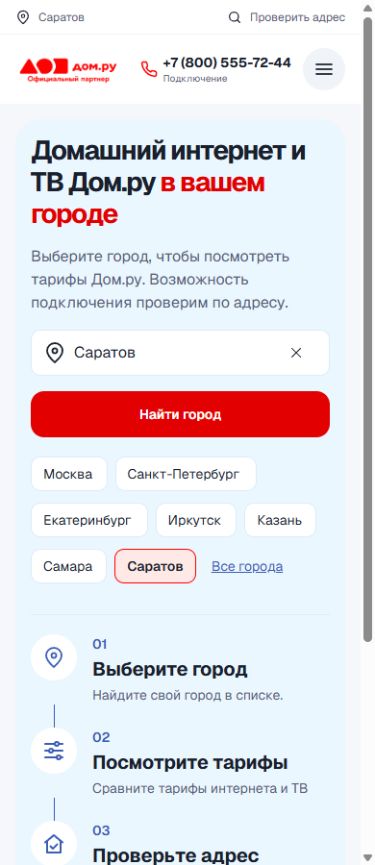 Саратов
Проверить адрес
дом.ру
Официальный партнер
+7 (800) 555-72-44
Подключение
Домашний интернет и
ТВ Дом.ру в вашем
городе
Выберите город, чтобы посмотреть
тарифы Дом.ру. Возможность
подключения проверим по адресу.
Саратов
Найти город
Москва
Санкт-Петербург
Екатеринбург
Иркутск
Казань
Самара
Саратов
Все города
01
Выберите город
Найдите свой город в списке.
02
Посмотрите тарифы
Сравните тарифы интернета и ТВ
03
Проверьте адрес